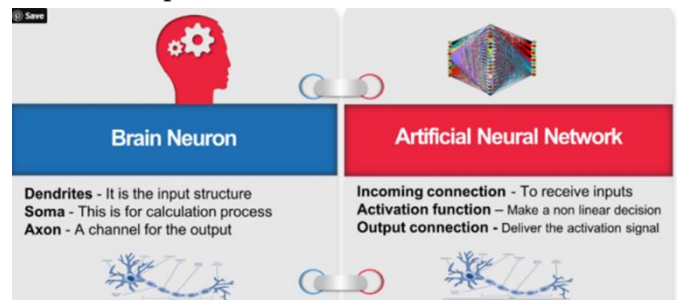 Save
Brain Neuron
Dendrites - It is the input structure
Soma - This is for calculation process
Axon - A channel for the output
Artificial Neural Network
Incoming connection - To receive inputs
Activation function – Make a non linear decision
Output connection - Deliver the activation signal